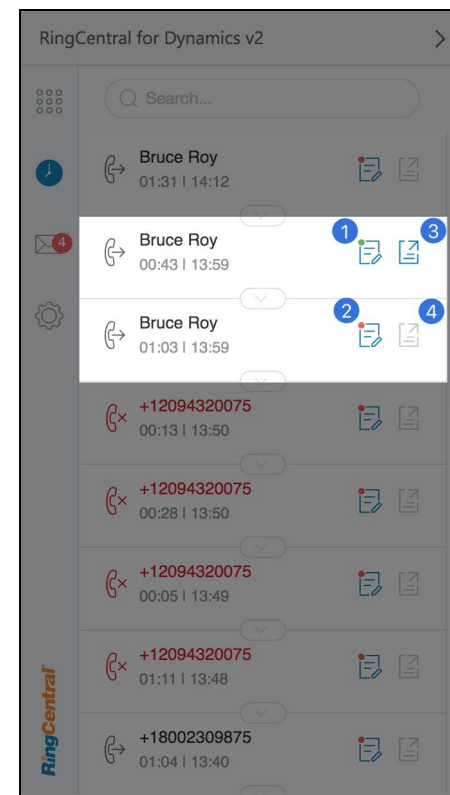 RingCentral for Dynamics v2
Search...
Bruce Roy
01:31 | 14:12
1
3
Bruce Roy
00:43 | 13:59
4
2
4
Bruce Roy
01:03 | 13:59
+12094320075
00:13 | 13:50
+12094320075
00:28 | 13:50
+12094320075
00:05 | 13:49
+12094320075
01:11 | 13:48
+18002309875
01:04 | 13:40
RingCentral